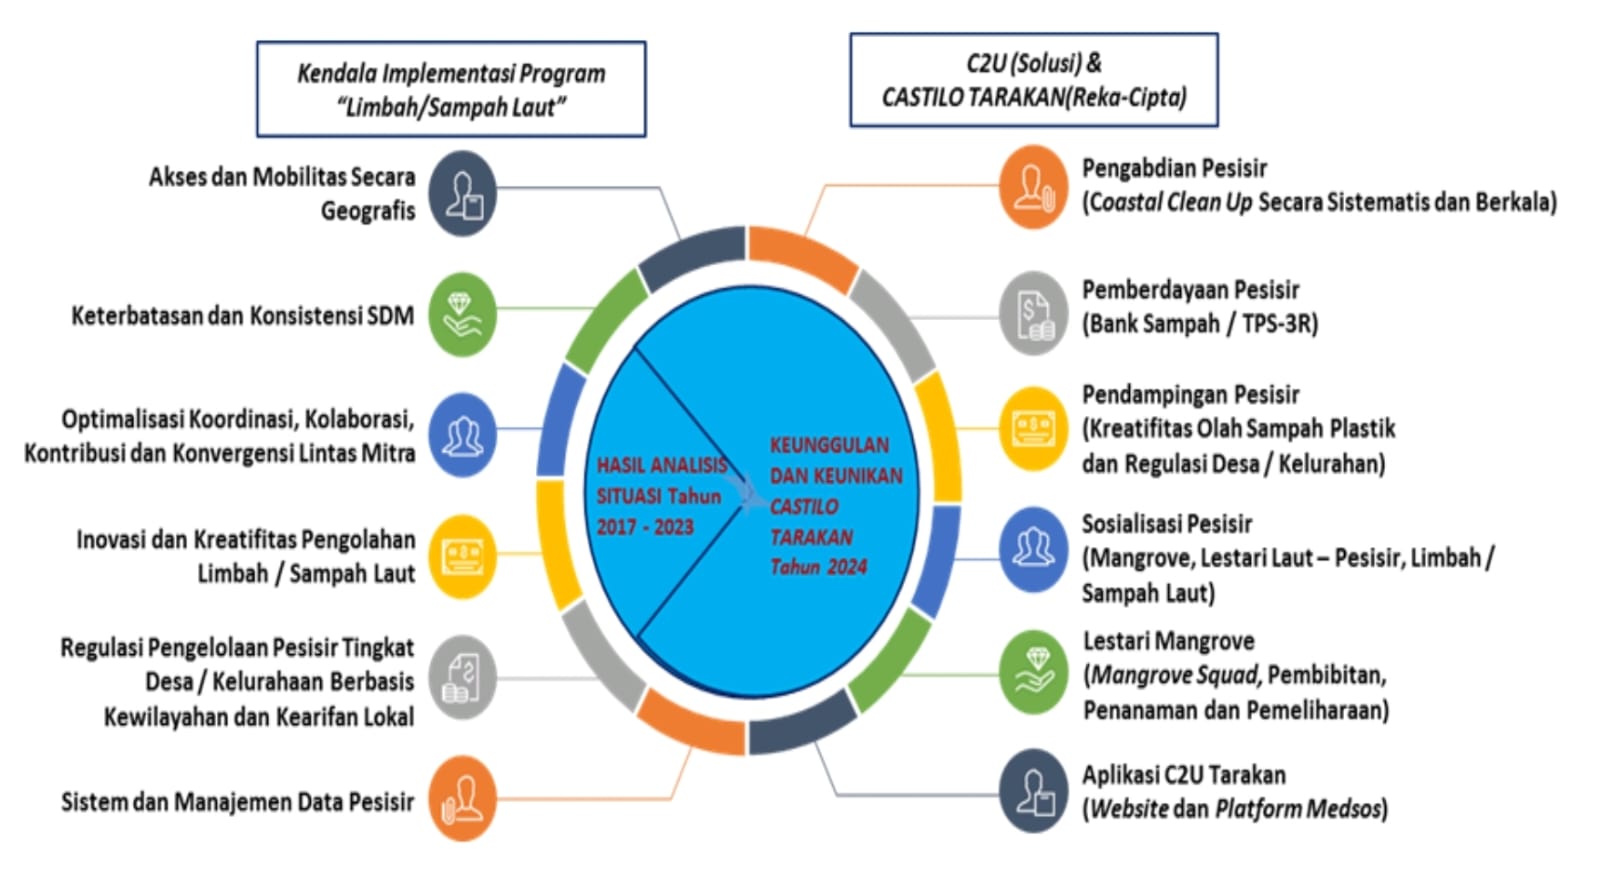 Kendala Implementasi Program
“Limbah/Sampah Laut”
Akses dan Mobilitas Secara
Geografis
Keterbatasan dan Konsistensi SDM
Optimalisasi Koordinasi, Kolaborasi,
Kontribusi dan Konvergensi Lintas Mitra
Inovasi dan Kreatifitas Pengolahan
Limbah / Sampah Laut
Regulasi Pengelolaan Pesisir Tingkat
Desa / Kelurahaan Berbasis
Kewilayahan dan Kearifan Lokal
Sistem dan Manajemen Data Pesisir
HASIL ANALISIS
SITUASI Tahun
2017 - 2023
KEUNGGULAN
DAN KEUNIKAN
CASTILO
TARAKAN
Tahun 2024
C2U (Solusi) &
CASTILO TARAKAN(Reka-Cipta)
Pengabdian Pesisir
(Coastal Clean Up Secara Sistematis dan Berkala)
Pemberdayaan Pesisir
(Bank Sampah / TPS-3R)
Pendampingan Pesisir
(Kreatifitas Olah Sampah Plastik
dan Regulasi Desa / Kelurahan)
Sosialisasi Pesisir
(Mangrove, Lestari Laut – Pesisir, Limbah /
Sampah Laut)
Lestari Mangrove
(Mangrove Squad, Pembibitan,
Penanaman dan Pemeliharaan)
Aplikasi C2U Tarakan
(Website dan Platform Medsos)